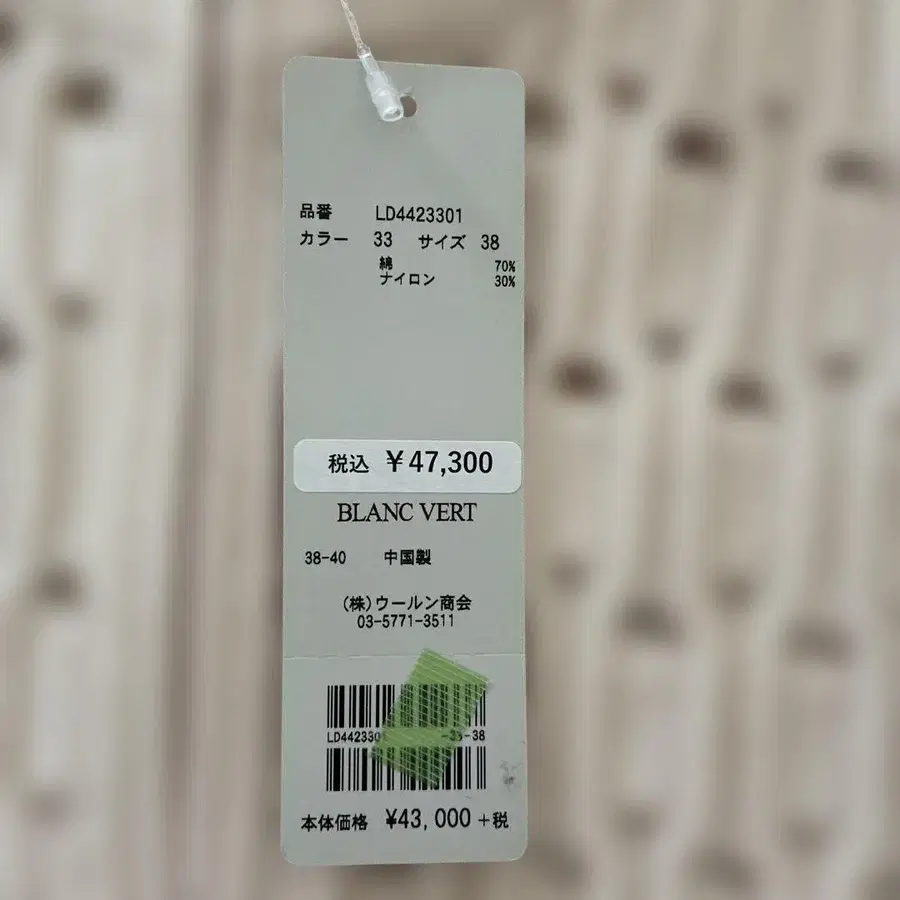 品番 LD4423301
カラー 33 サイズ 38
綿 70%
ナイロン 30%
税込 ¥47,300
BLANC VERT
38-40 中国製
(株)ウールン商会
03-5771-3511
LD442330 -38
本体価格 ¥43,000 +税